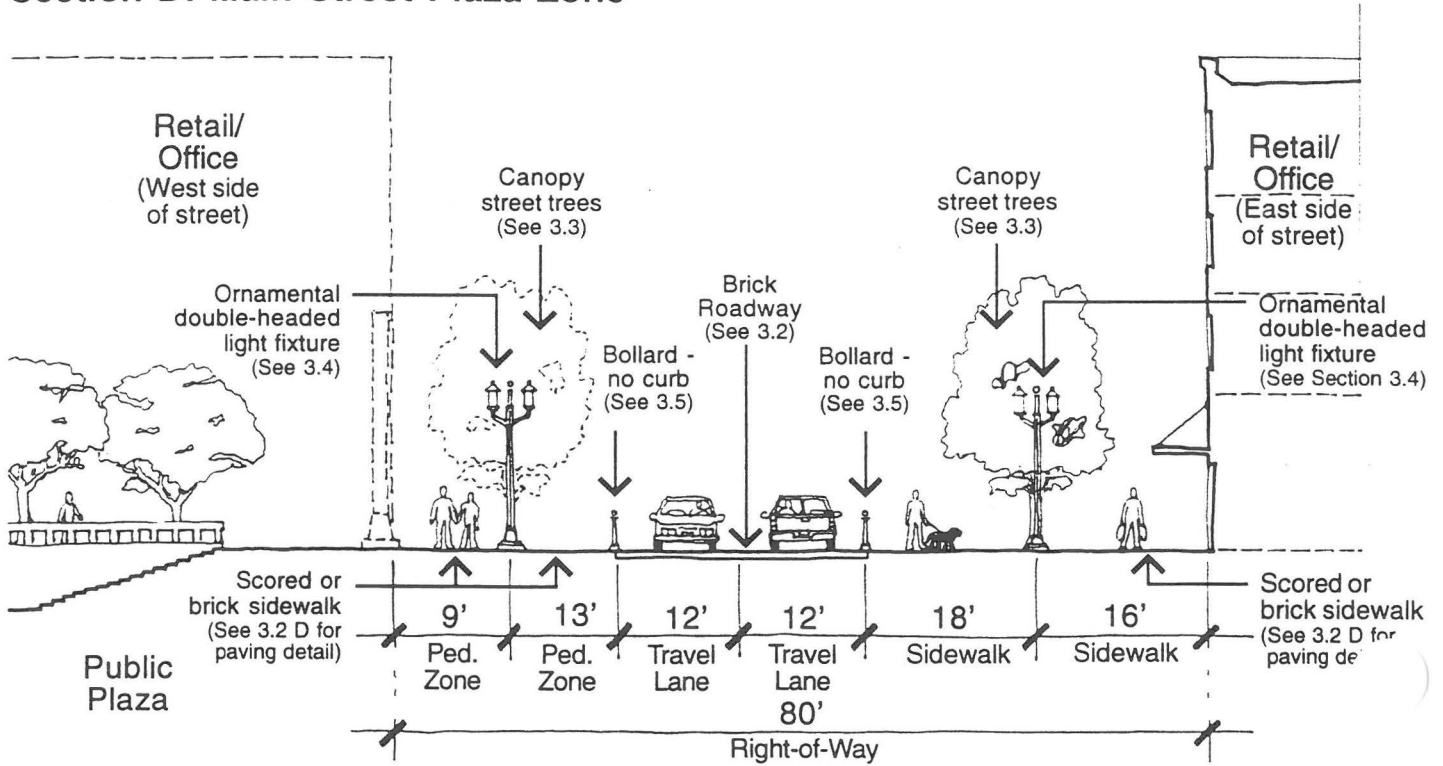 Retail/
Office
(West side
of street)
Canopy
street trees
(See 3.3)
Canopy
street trees
(See 3.3)
Retail/
Office
(East side
of street)
Ornamental
double-headed
light fixture
(See 3.4)
Brick
Roadway
(See 3.2)
Bollard -
no curb
(See 3.5)
Bollard -
no curb
(See 3.5)
Ornamental
double-headed
light fixture
(See Section 3.4)
Scored or
brick sidewalk
(See 3.2 D for
paving detail)
9'
Ped.
Zone
13'
Ped.
Zone
12'
Travel
Lane
12'
Travel
Lane
18'
Sidewalk
16'
Sidewalk
Scored or
brick sidewalk
(See 3.2 D for
paving de
Public
Plaza
80'
Right-of-Way